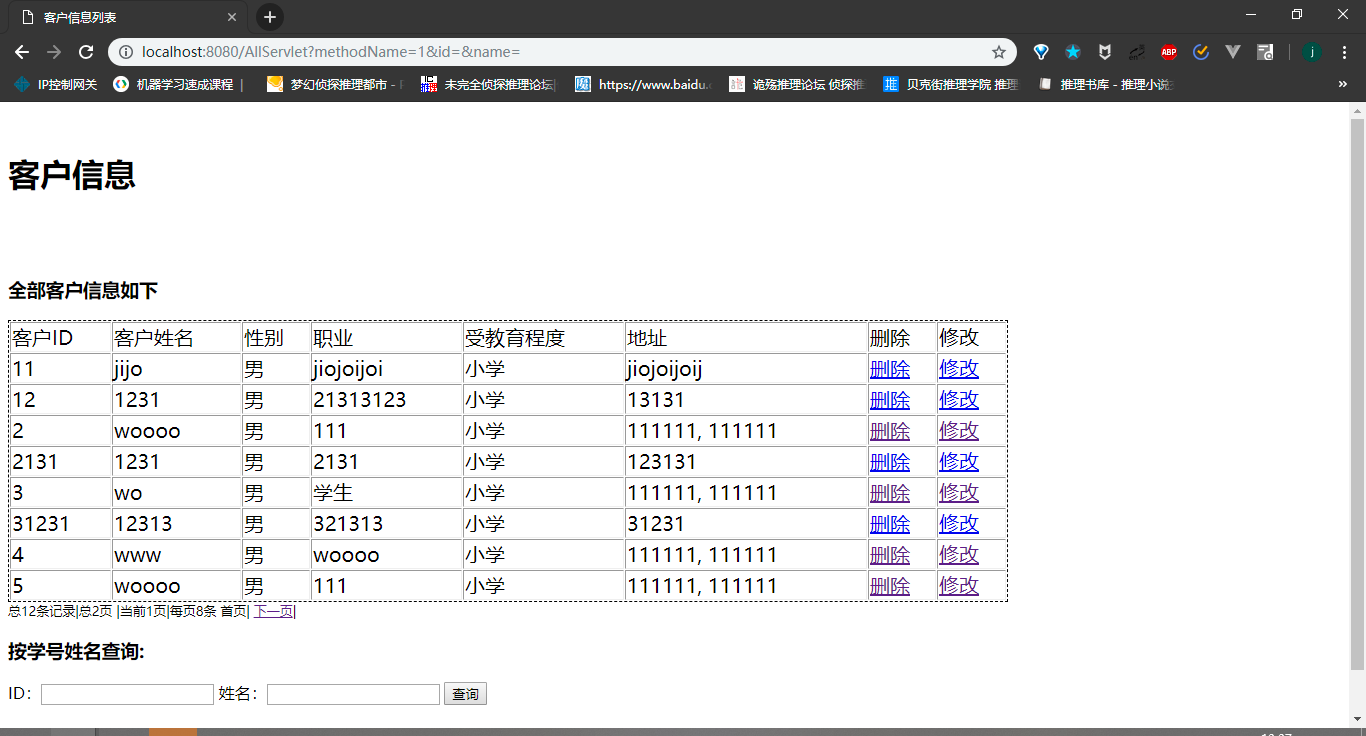 客户信息列表
localhost:8080/AllServlet?methodName=1&id=&name=
ABP
j
IP控制网关 机器学习速成课程 | 梦幻侦探推理都市 - 未完全侦探推理论坛 https://www.baidu. 诡殇推理论坛 侦探推 贝克街推理学院 推理 推理书库 - 推理小说 »
客户信息
全部客户信息如下
客户ID 客户姓名 性别 职业 受教育程度 地址 删除 修改
11 jijo 男 jiojoijoi 小学 jiojoijoij 删除 修改
12 1231 男 21313123 小学 13131 删除 修改
2 woooo 男 111 小学 111111, 111111 删除 修改
2131 1231 男 2131 小学 123131 删除 修改
3 wo 男 学生 小学 111111, 111111 删除 修改
31231 12313 男 321313 小学 31231 删除 修改
4 www 男 woooo 小学 111111, 111111 删除 修改
5 woooo 男 111 小学 111111, 111111 删除 修改
总12条记录|总2页 |当前1页|每页8条 首页| 下一页|
按学号姓名查询:
ID： 姓名： 查询